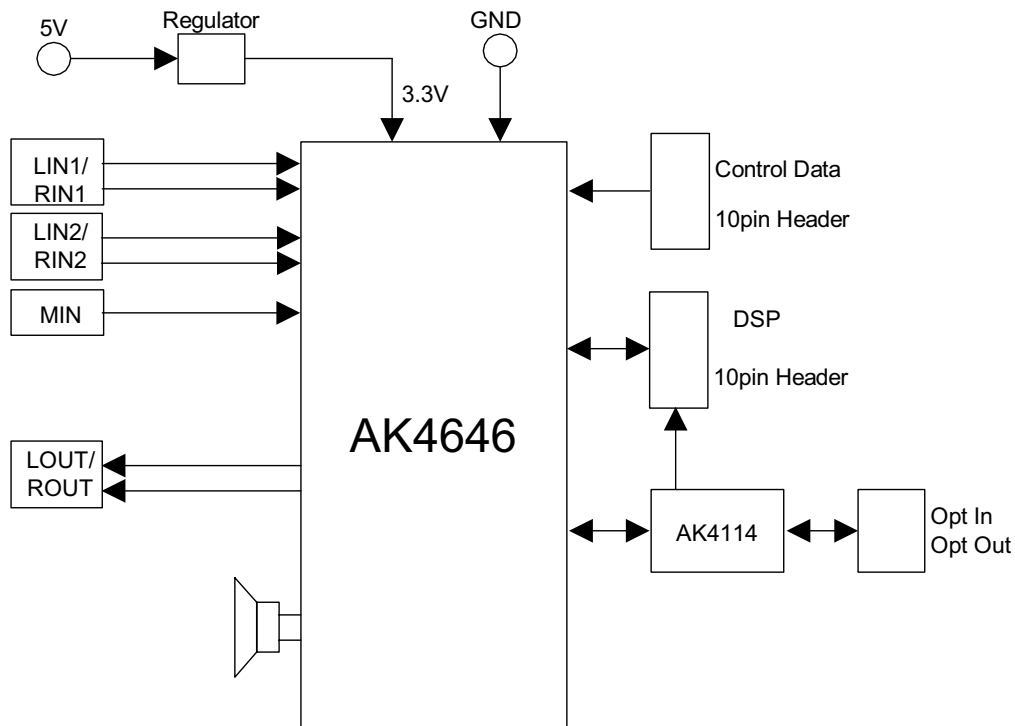 5V
Regulator
GND
3.3V
LIN1/
RIN1
Control Data
10pin Header
LIN2/
RIN2
MIN
DSP
10pin Header
AK4646
LOUT/
ROUT
AK4114
Opt In
Opt Out